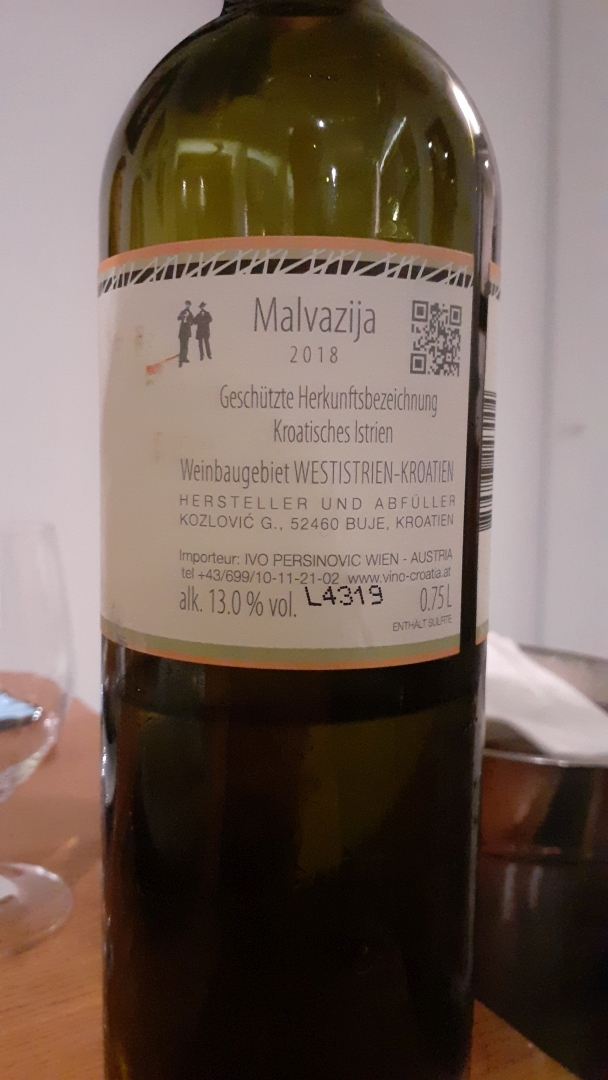 Malvazija
2018
Geschützte Herkunftsbezeichnung
Kroatisches Istrien
Weinbaugebiet WESTISTRIEN-KROATIEN
HERSTELLER UND ABFÜLLER
KOZLOVIĆ G., 52460 BUJE, KROATIEN
Importeur: IVO PERSINOVIC WIEN - AUSTRIA
tel +43/699/10-11-21-02 www.vino-croatia.at
alk. 13.0 % vol. L4319 0.75 L
ENTHÄLT SULFITE